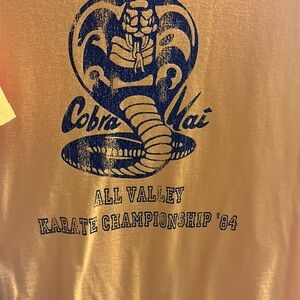 Cobra Kai
ALL VALLEY
KARATE CHAMPIONSHIP '84